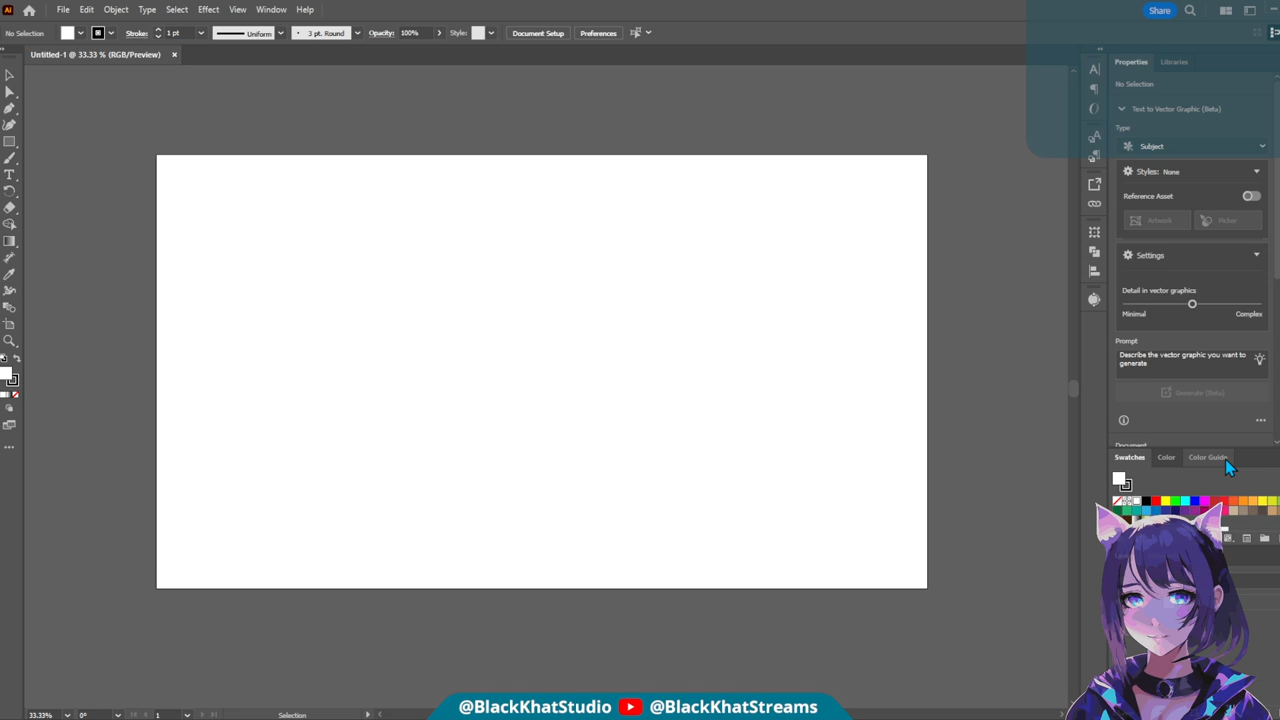 Ai File Edit Object Type Select Effect View Window Help Share
No Selection Stroke: 1 pt Uniform 3 pt. Round Opacity: 100% Style: Document Setup Preferences
Untitled-1 @ 33.33 % (RGB/Preview) ×
Properties Libraries
No Selection
Text to Vector Graphic (Beta)
Type
Subject
Styles: None
Reference Asset
Artwork Picker
Settings
Detail in vector graphics
Minimal Complex
Prompt
Describe the vector graphic you want to
generate
Generate (Beta)
Document
Swatches Color Color Guide
33.33% 0° 1 Selection
@BlackKhatStudio @BlackKhatStreams